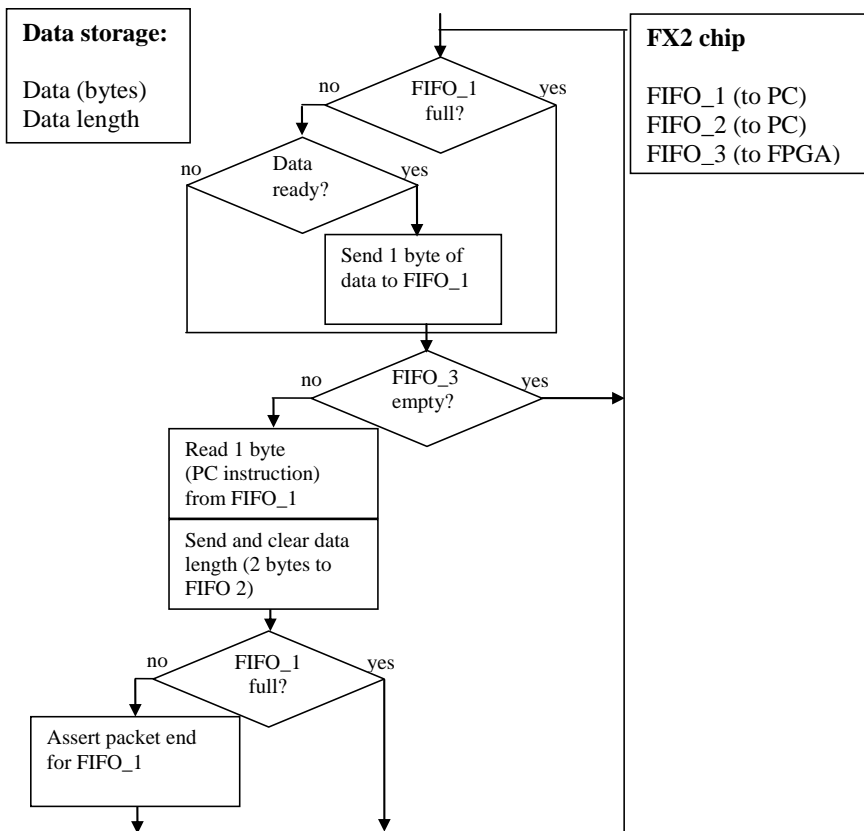 Data storage:
Data (bytes)
Data length
FX2 chip
FIFO_1 (to PC)
FIFO_2 (to PC)
FIFO_3 (to FPGA)
no
FIFO_1
full?
yes
no
Data
ready?
yes
Send 1 byte of
data to FIFO_1
no
FIFO_3
empty?
yes
Read 1 byte
(PC instruction)
from FIFO_1
Send and clear data
length (2 bytes to
FIFO 2)
no
FIFO_1
full?
yes
Assert packet end
for FIFO_1